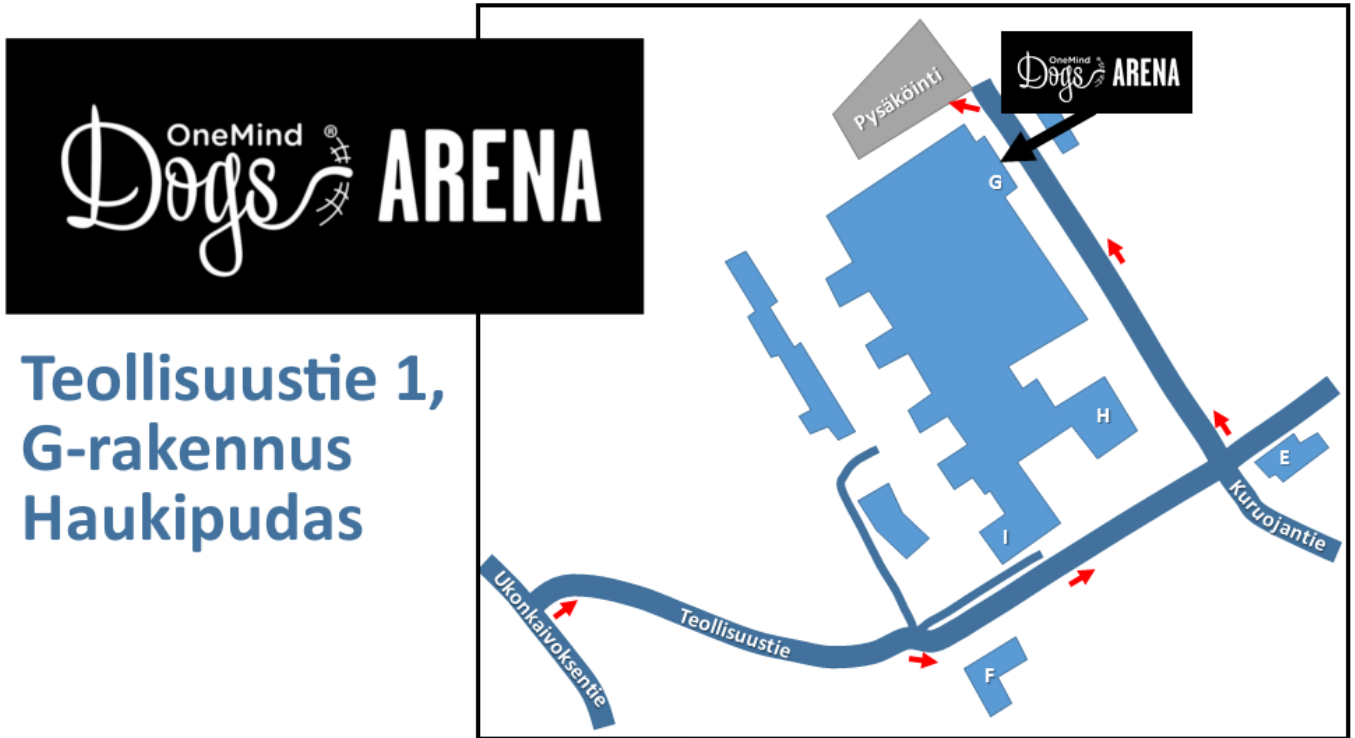 OneMind ®
Dogs ARENA
Teollisuustie 1,
G-rakennus
Haukipudas
OneMind
Dogs ARENA
Pysäköinti
G
H
E
I
Kuruojantie
Ukonkaivoksentie
Teollisuustie
F